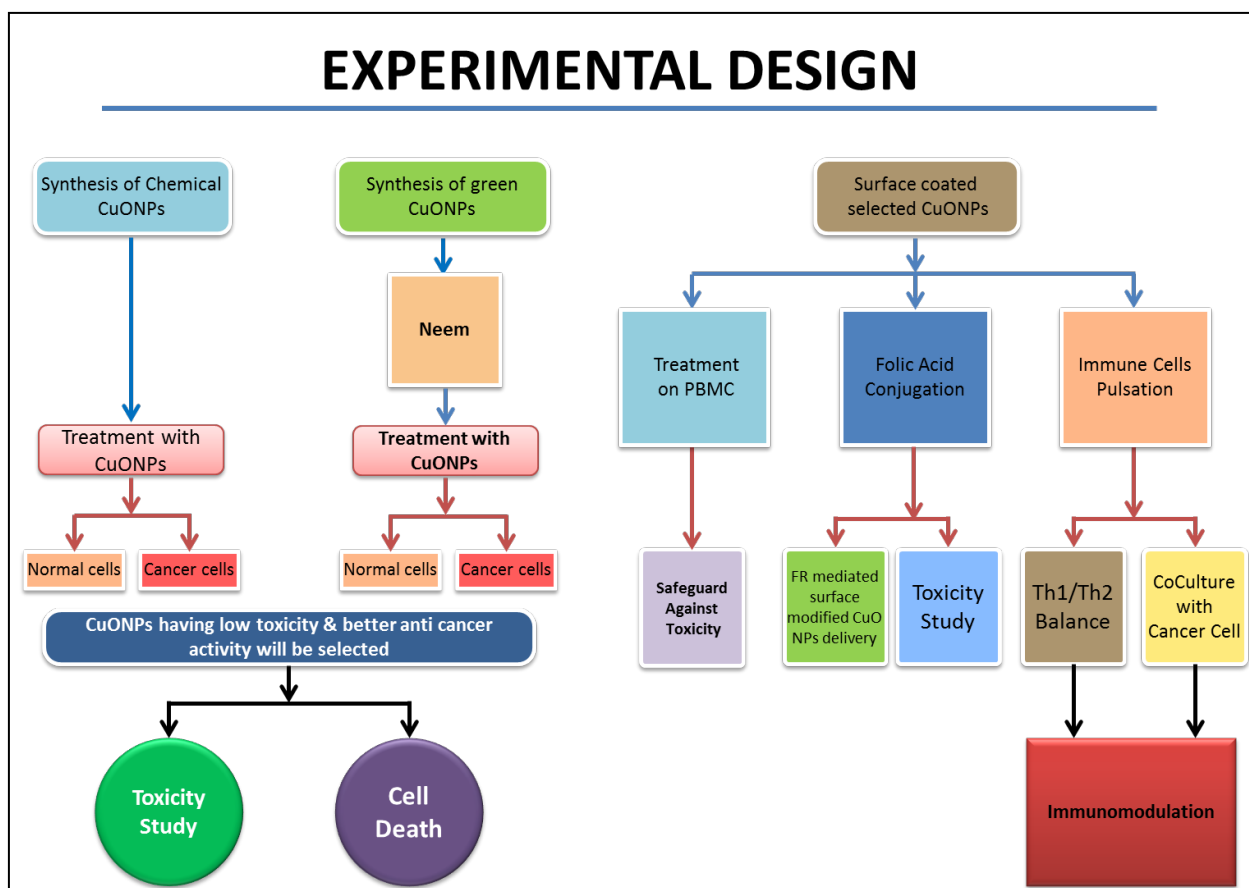 EXPERIMENTAL DESIGN
Synthesis of Chemical
CuONPs
Treatment with
CuONPs
Normal cells
Cancer cells
Synthesis of green
CuONPs
Neem
Treatment with
CuONPs
Normal cells
Cancer cells
CuONPs having low toxicity & better anti cancer
activity will be selected
Toxicity
Study
Cell
Death
Surface coated
selected CuONPs
Treatment
on PBMC
Safeguard
Against
Toxicity
Folic Acid
Conjugation
FR mediated
surface
modified CuO
NPs delivery
Toxicity
Study
Immune Cells
Pulsation
Th1/Th2
Balance
CoCulture
with
Cancer Cell
Immunomodulation